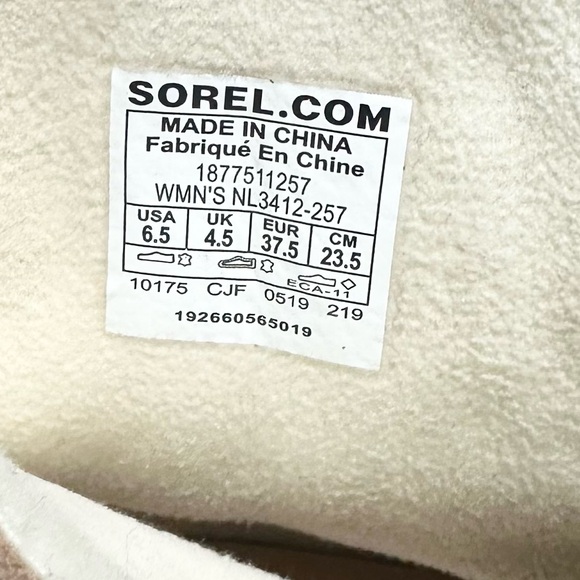 SOREL.COM
MADE IN CHINA
Fabriqué En Chine
1877511257
WMN'S NL3412-257
USA UK EUR CM
6.5 4.5 37.5 23.5
ECA-11
10175 CJF 0519 219
192660565019